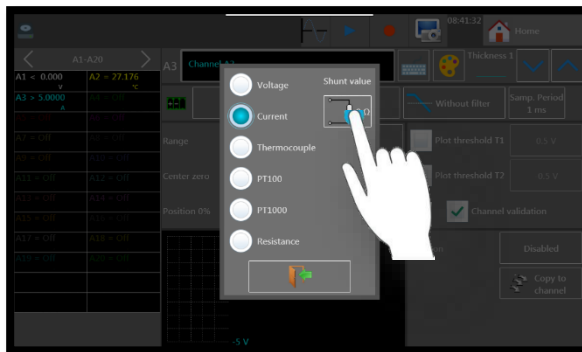 08:41:32
Home
A1-A20
A3
Thickness
1
A1 < 0.000
V
A2 = 27.176
°C
A3 > 5.0000
A
A7 = Off
A10 = Off
A11 = Off
A12 = Off
A13 = Off
A14 = Off
A15 = Off
A16 = Off
A17 = Off
A18 = Off
A19 = Off
A20 = Off
Voltage
Current
Thermocouple
PT100
PT1000
Resistance
Shunt value
Ω
Without filter
Samp. Period
1 ms
Range
Plot threshold T1
0.5 V
Center zero
Plot threshold T2
0.5 V
Position 0%
Channel
validation
Disabled
Copy to
channel
-5 V